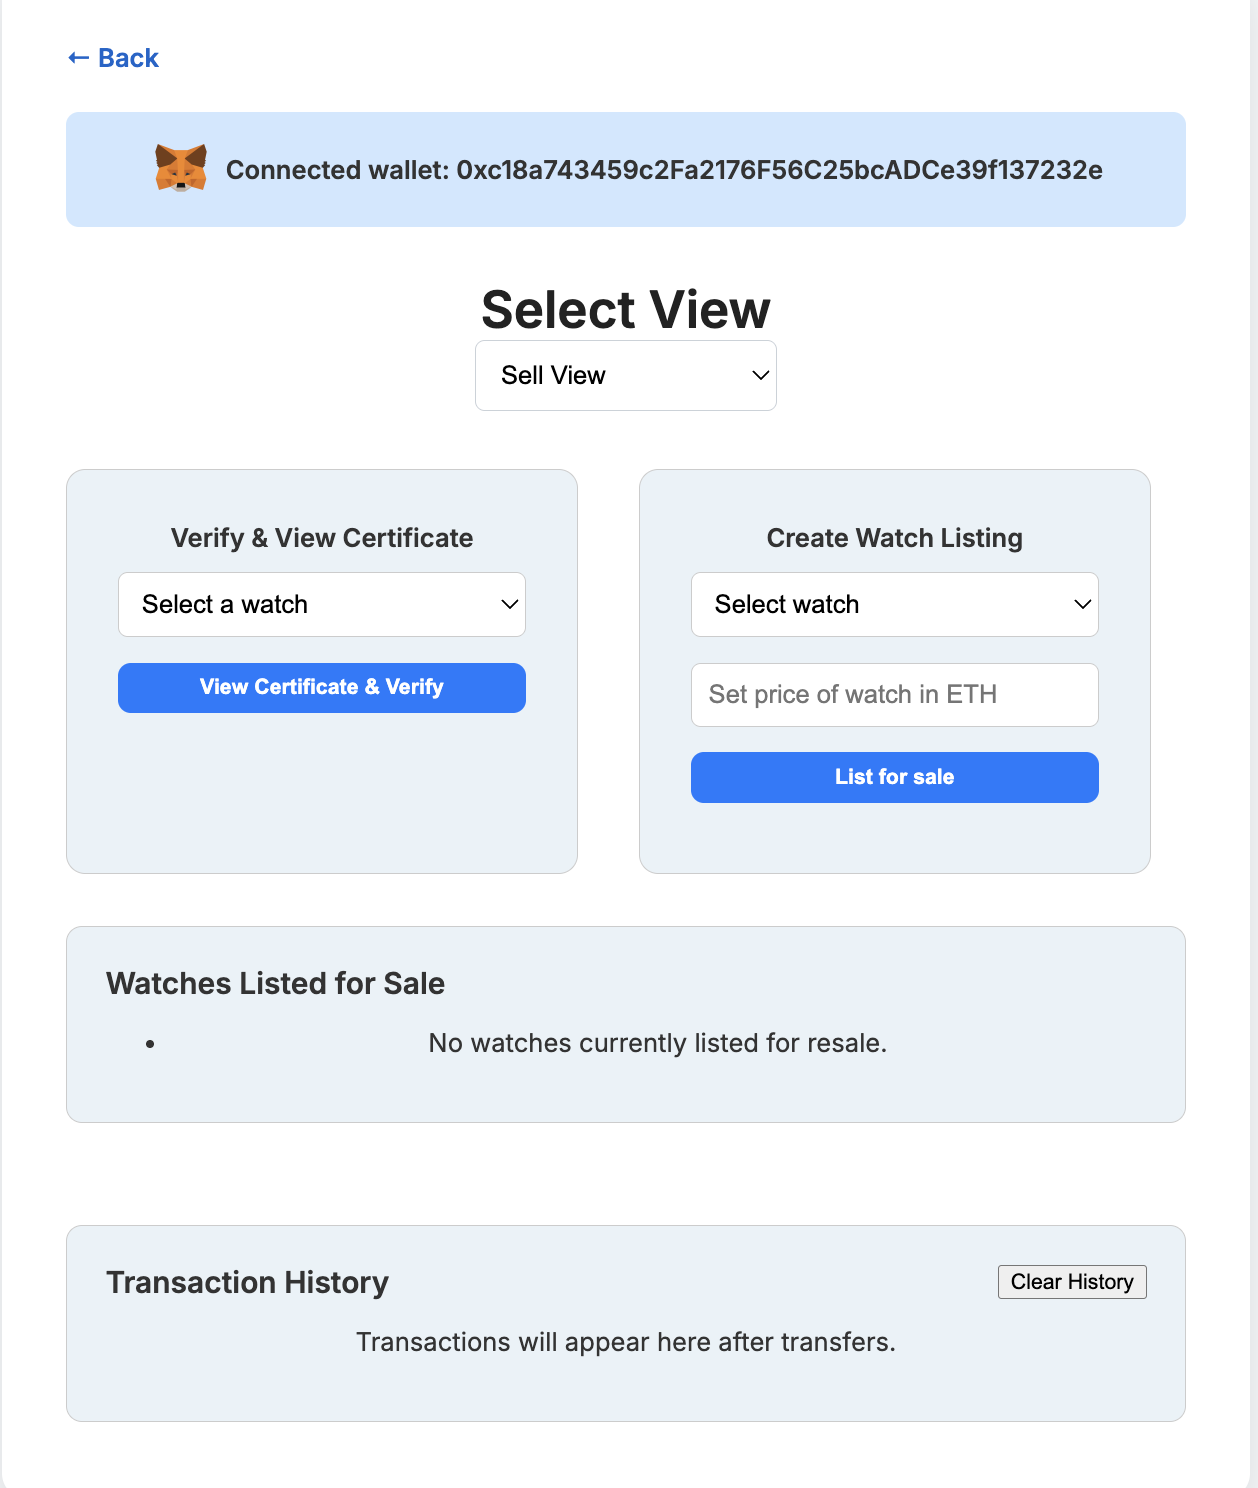 ← Back
Connected wallet: 0xc18a743459c2Fa2176F56C25bcADCe39f137232e
Select View
Sell View
Verify & View Certificate
Select a watch
View Certificate & Verify
Create Watch Listing
Select watch
Set price of watch in ETH
List for sale
Watches Listed for Sale
• No watches currently listed for resale.
Transaction History
Clear History
Transactions will appear here after transfers.